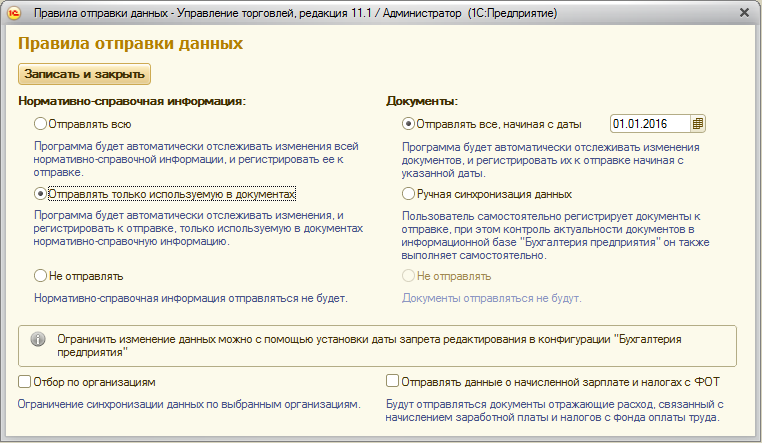 Правила отправки данных - Управление торговлей, редакция 11.1 / Администратор (1С:Предприятие)
Правила отправки данных
Записать и закрыть
Нормативно-справочная информация:
Отправлять всю
Программа будет автоматически отслеживать изменения всей
нормативно-справочной информации, и регистрировать ее к
отправке.
Отправлять только используемую в документах
Программа будет автоматически отслеживать изменения, и
регистрировать к отправке, только используемую в документах
нормативно-справочную информацию.
Не отправлять
Нормативно-справочная информация отправляться не будет.
Документы:
Отправлять все, начиная с даты 01.01.2016
Программа будет автоматически отслеживать изменения
документов, и регистрировать их к отправке начиная с
указанной даты.
Ручная синхронизация данных
Пользователь самостоятельно регистрирует документы к
отправке, при этом контроль актуальности документов в
информационной базе "Бухгалтерия предприятия" он также
выполняет самостоятельно.
Не отправлять
Документы отправляться не будут.
Ограничить изменение данных можно с помощью установки даты запрета редактирования в конфигурации "Бухгалтерия
предприятия"
Отбор по организациям
Ограничение синхронизации данных по выбранным организациям.
Отправлять данные о начисленной зарплате и налогах с ФОТ
Будут отправляться документы отражающие расход, связанный с
начислением заработной платы и налогов с фонда оплаты труда.